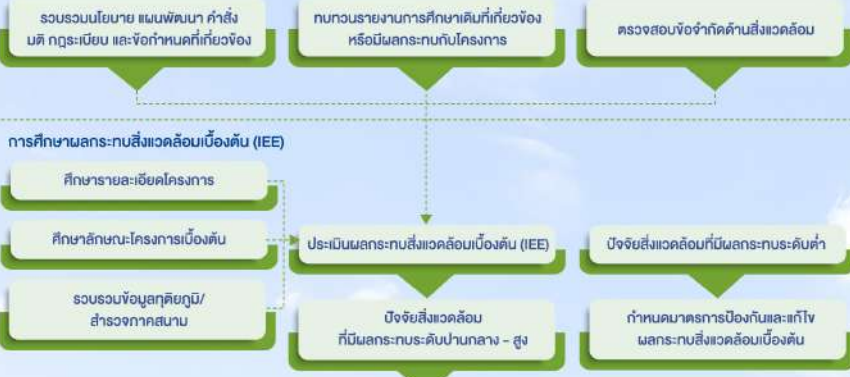 รวบรวมนโยบาย แผนพัฒนา คำสั่ง
มติ กฎระเบียบ และข้อกำหนดที่เกี่ยวข้อง
ทบทวนรายงานการศึกษาเดิมที่เกี่ยวข้อง
หรือมีผลกระทบกับโครงการ
ตรวจสอบข้อจำกัดด้านสิ่งแวดล้อม
การศึกษาผลกระทบสิ่งแวดล้อมเบื้องต้น (IEE)
ศึกษารายละเอียดโครงการ
ศึกษาลักษณะโครงการเบื้องต้น
รวบรวมข้อมูลทุติยภูมิ/
สำรวจภาคสนาม
ประเมินผลกระทบสิ่งแวดล้อมเบื้องต้น (IEE)
ปัจจัยสิ่งแวดล้อมที่มีผลกระทบระดับต่ำ
ปัจจัยสิ่งแวดล้อม
ที่มีผลกระทบระดับปานกลาง - สูง
กำหนดมาตรการป้องกันและแก้ไข
ผลกระทบสิ่งแวดล้อมเบื้องต้น